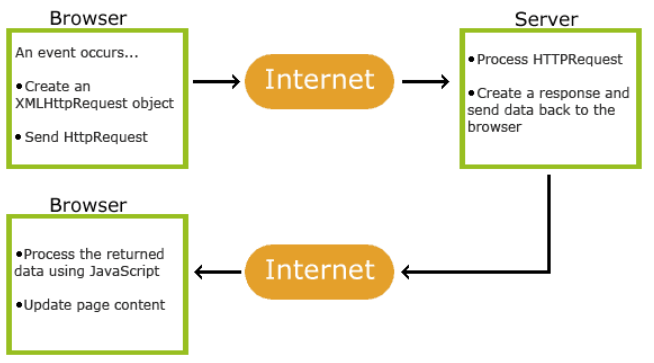 Browser
An event occurs...
•Create an
XMLHttpRequest object
• Send HttpRequest
Internet
Server
•Process HTTPRequest
•Create a response and
send data back to the
browser
Browser
•Process the returned
data using JavaScript
•Update page content
Internet